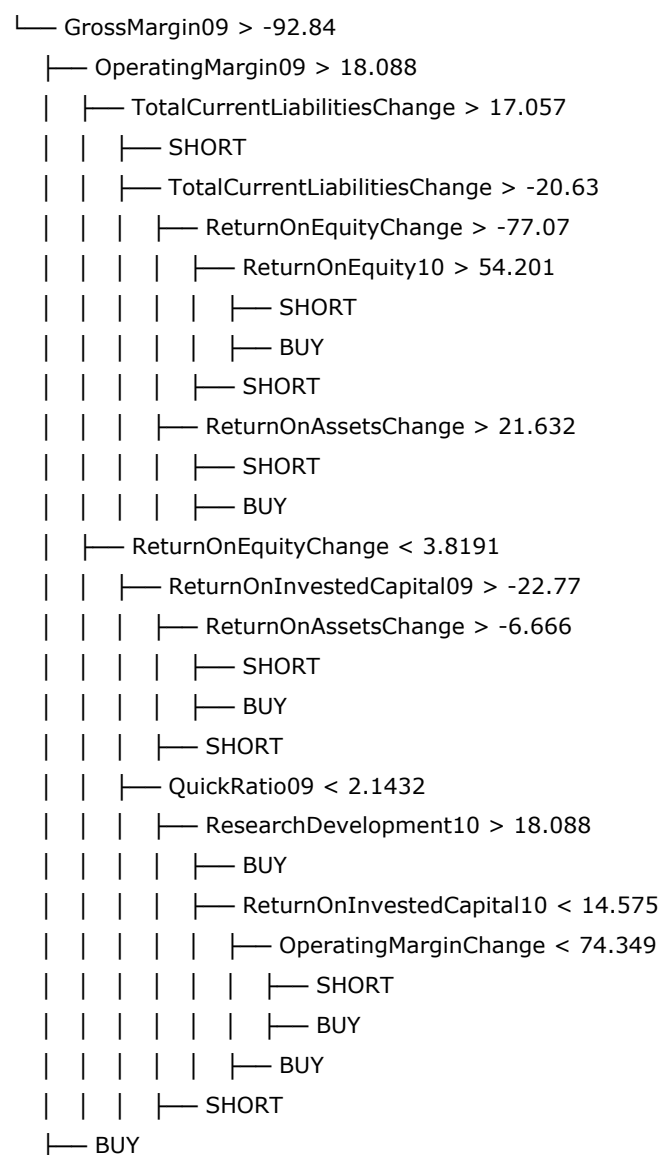 GrossMargin09 > -92.84
OperatingMargin09 > 18.088
TotalCurrentLiabilitiesChange > 17.057
SHORT
TotalCurrentLiabilitiesChange > -20.63
ReturnOnEquityChange > -77.07
ReturnOnEquity10 > 54.201
SHORT
BUY
SHORT
ReturnOnAssetsChange > 21.632
SHORT
BUY
ReturnOnEquityChange < 3.8191
ReturnOnInvestedCapital09 > -22.77
ReturnOnAssetsChange > -6.666
SHORT
BUY
SHORT
QuickRatio09 < 2.1432
ResearchDevelopment10 > 18.088
BUY
ReturnOnInvestedCapital10 < 14.575
OperatingMarginChange < 74.349
SHORT
BUY
BUY
SHORT
BUY